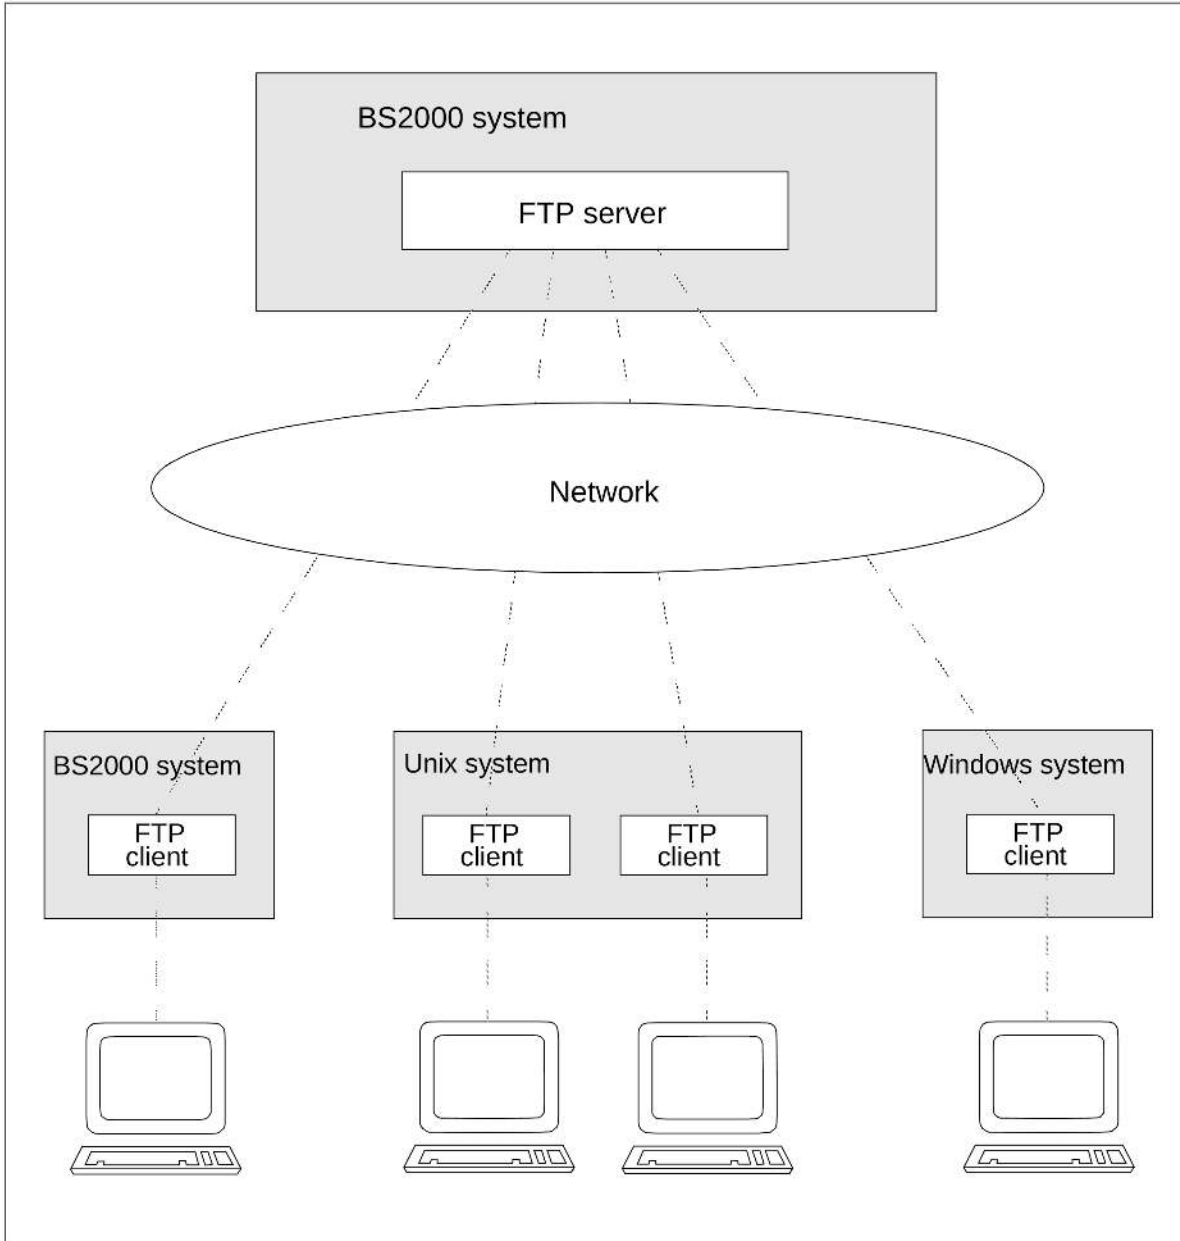 BS2000 system
FTP server
Network
BS2000 system
FTP
client
Unix system
FTP
client
FTP
client
Windows system
FTP
client